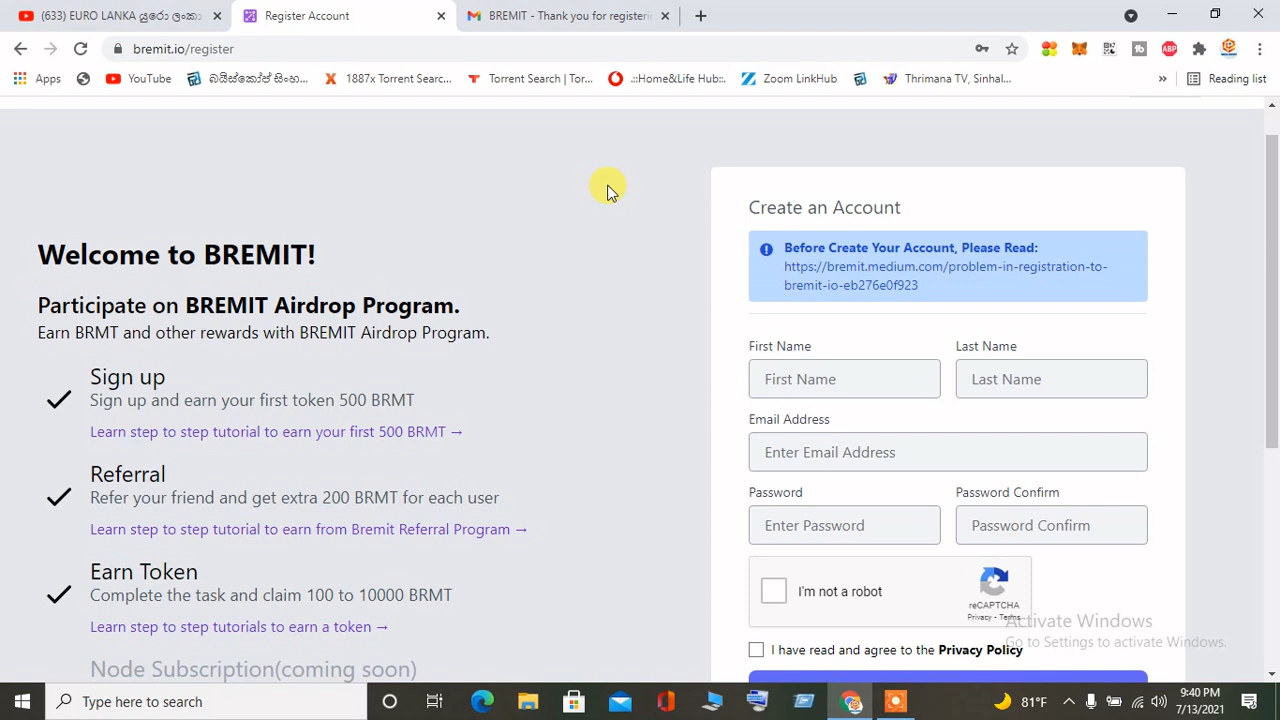 (633) EURO LANKA යුරෝ ලංකා
Register Account
BREMIT - Thank you for registerin
bremit.io/register
Apps
YouTube
බයිස්කෝප් සිංහ...
1887x Torrent Searc...
Torrent Search | Tor...
.::Home&Life Hub::.
Zoom LinkHub
Thrimana TV, Sinhal...
»
Reading list
Welcome to BREMIT!
Participate on BREMIT Airdrop Program.
Earn BRMT and other rewards with BREMIT Airdrop Program.
Sign up
Sign up and earn your first token 500 BRMT
Learn step to step tutorial to earn your first 500 BRMT →
Referral
Refer your friend and get extra 200 BRMT for each user
Learn step to step tutorial to earn from Bremit Referral Program →
Earn Token
Complete the task and claim 100 to 10000 BRMT
Learn step to step tutorials to earn a token →
Node Subscription(coming soon)
Create an Account
Before Create Your Account, Please Read:
https://bremit.medium.com/problem-in-registration-to-
bremit-io-eb276e0f923
First Name
Last Name
First Name
Last Name
Email Address
Enter Email Address
Password
Password Confirm
Enter Password
Password Confirm
I'm not a robot
reCAPTCHA
Privacy - Terms
I have read and agree to the Privacy Policy
Activate Windows
Go to Settings to activate Windows.
Type here to search
81°F
9:40 PM
7/13/2021